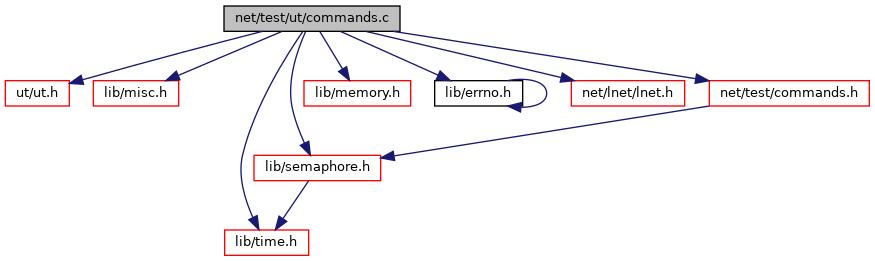 net/test/ut/commands.c
ut/ut.h
lib/misc.h
lib/memory.h
lib/errno.h
net/lnet/lnet.h
net/test/commands.h
lib/semaphore.h
lib/time.h